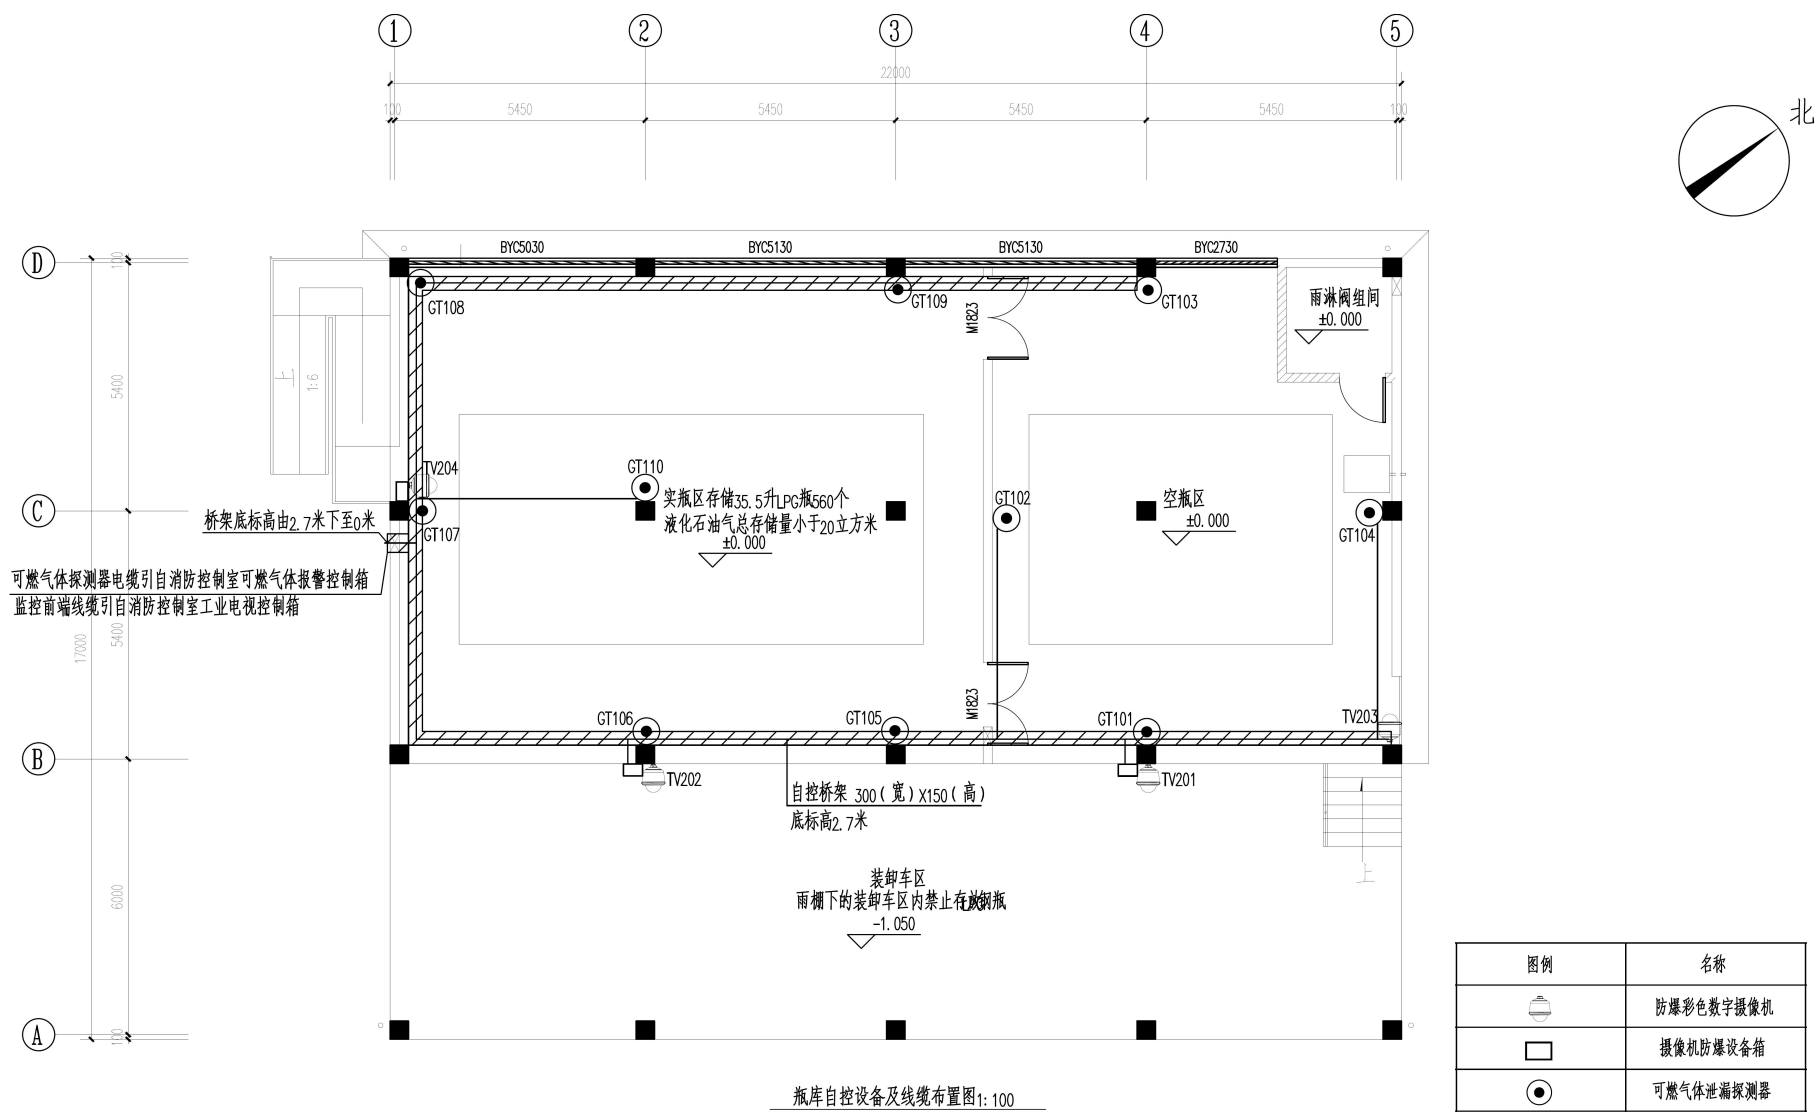 1 2 3 4 5
22000
100 5450 5450 5450 5450 100
北
BYC5030 BYC5130 BYC5130 BYC2730
D
100
GT108 GT109 M1823 GT103
雨淋阀组间
±0.000
上 1:6
5400
TV204 GT110 GT102
实瓶区存储35.5升LPG瓶560个
液化石油气总存储量小于20立方米
±0.000
空瓶区
±0.000
C
GT107 GT104
桥架底标高由2.7米下至0米
可燃气体探测器电缆引自消防控制室可燃气体报警控制箱
监控前端线缆引自消防控制室工业电视控制箱
5400
17000
M1823
GT106 GT105 GT101 TV203
B
TV202 TV201
自控桥架 300(宽)X150(高)
底标高2.7米
上
6000
装卸车区
雨棚下的装卸车区内禁止存放 钢瓶
-1.050
A
100
图例 名称
防爆彩色数字摄像机
摄像机防爆设备箱
可燃气体泄漏探测器
瓶库自控设备及线缆布置图1:100